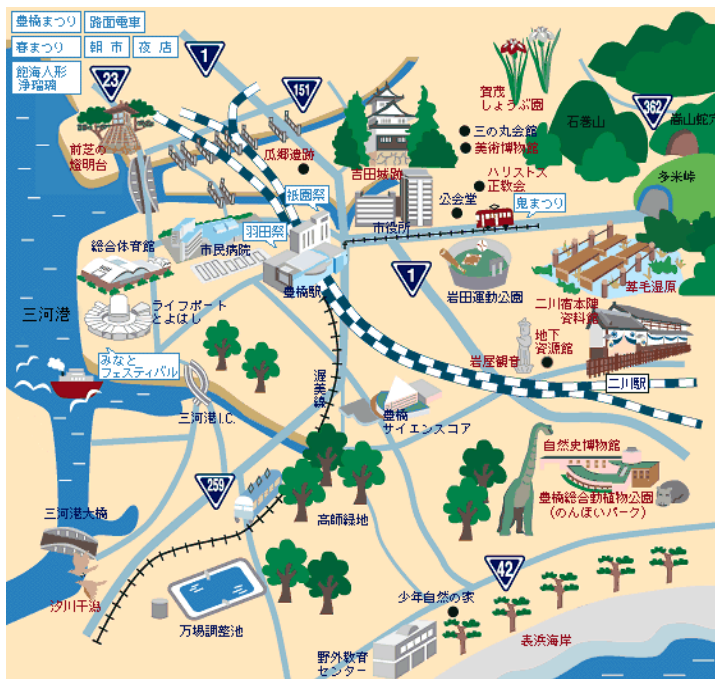 豊橋まつり
路面電車
春まつり
朝市
夜店
飽海人形
浄瑠璃
23
1
151
362
賀茂
しょうぶ園
石巻山
嵩山蛇穴
前芝の
燈明台
瓜郷遺跡
吉田城跡
三の丸会館
美術博物館
ハリストス
正教会
多米峠
祇園祭
羽田祭
市役所
公会堂
鬼まつり
総合体育館
市民病院
豊橋駅
1
岩田運動公園
葦毛湿原
三河港
ライフポート
とよはし
二川宿本陣
資料館
地下
資源館
岩屋観音
みなと
フェスティバル
二川駅
渥美線
三河港I.C.
豊橋
サイエンスコア
自然史博物館
259
豊橋総合動植物公園
(のんほいパーク)
三河港大橋
高師緑地
42
汐川干潟
万場調整池
少年自然の家
野外教育
センター
表浜海岸